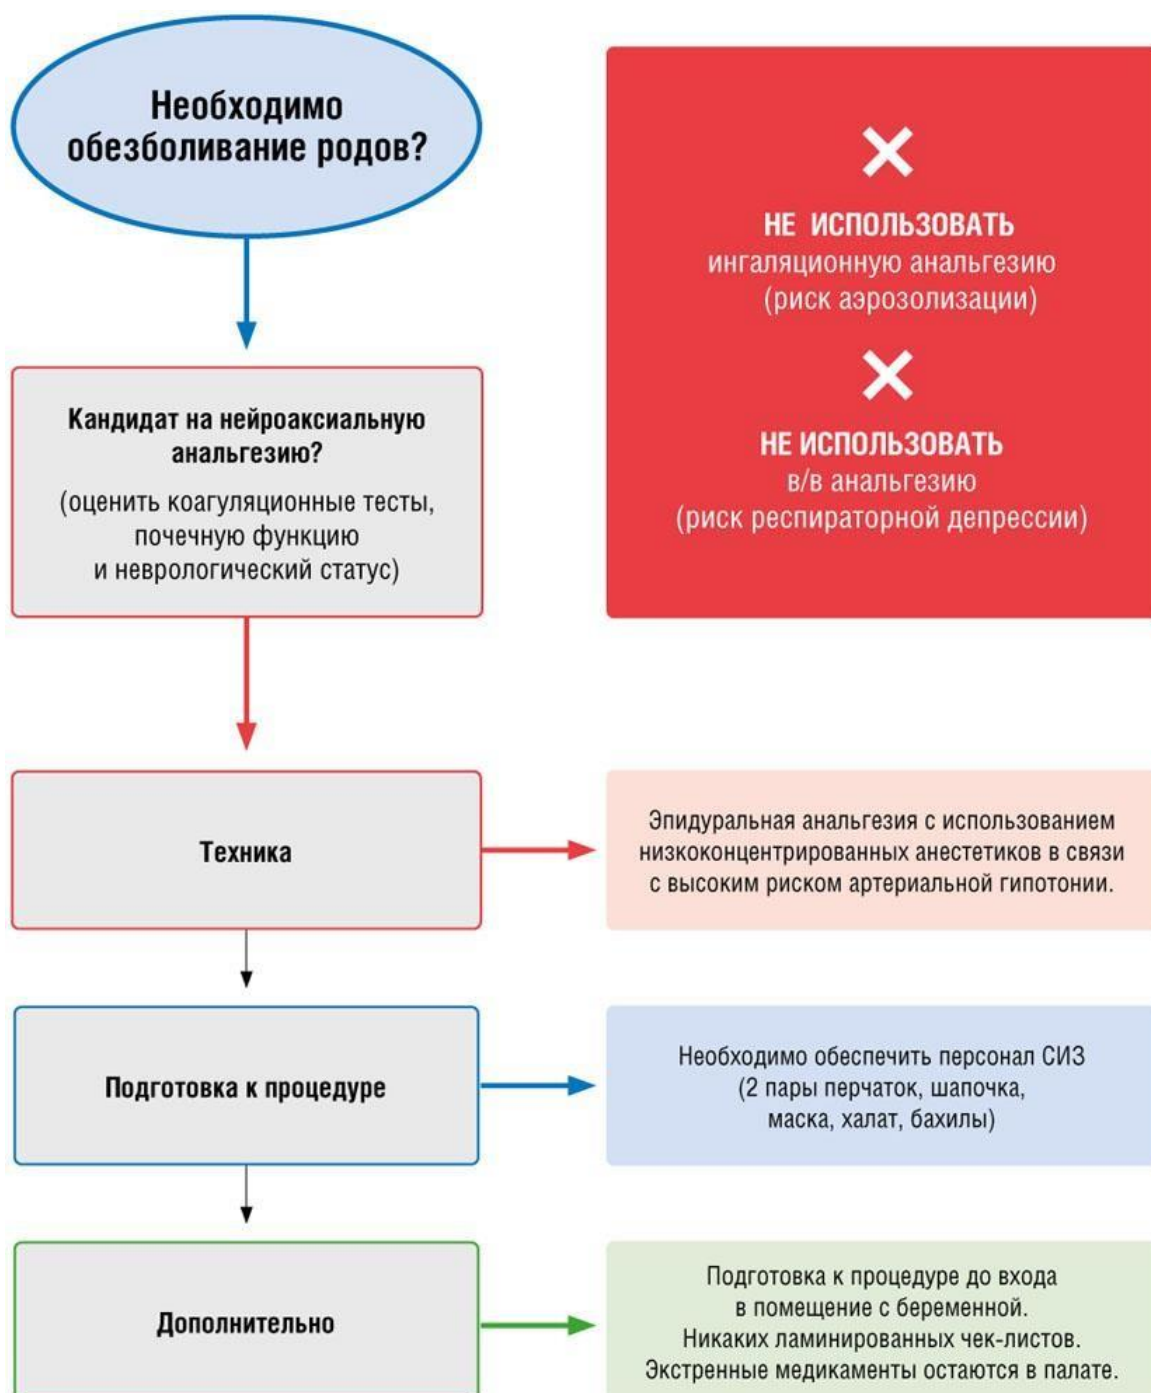 Необходимо
обезболивание родов?
НЕ ИСПОЛЬЗОВАТЬ
ингаляционную анальгезию
(риск аэрозолизации)
НЕ ИСПОЛЬЗОВАТЬ
в/в анальгезию
(риск респираторной депрессии)
Кандидат на нейроаксиальную
анальгезию?
(оценить коагуляционные тесты,
почечную функцию
и неврологический статус)
Техника
Эпидуральная анальгезия с использованием
низкоконцентрированных анестетиков в связи
с высоким риском артериальной гипотонии.
Подготовка к процедуре
Необходимо обеспечить персонал СИЗ
(2 пары перчаток, шапочка,
маска, халат, бахилы)
Дополнительно
Подготовка к процедуре до входа
в помещение с беременной.
Никаких ламинированных чек-листов.
Экстренные медикаменты остаются в палате.